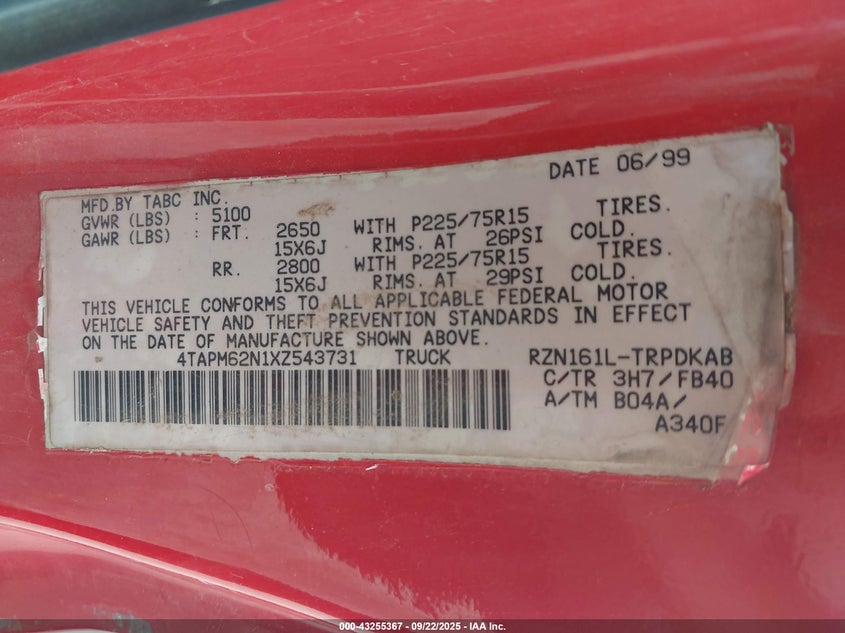 DATE 06/99
MFD.BY TABC INC.
GVWR (LBS) : 5100
GAWR (LBS) : FRT. 2650 WITH P225/75R15 TIRES.
15X6J RIMS. AT 26PSI COLD.
RR. 2800 WITH P225/75R15 TIRES.
15X6J RIMS. AT 29PSI COLD.
THIS VEHICLE CONFORMS TO ALL APPLICABLE FEDERAL MOTOR
VEHICLE SAFETY AND THEFT PREVENTION STANDARDS IN EFFECT
ON THE DATE OF MANUFACTURE SHOWN ABOVE.
4TAPM62N1XZ543731 TRUCK RZN161L-TRPDKAB
C/TR 3H7/FB40
A/TM B04A/
A340F
000-43255367 - 09/22/2025 - IAA Inc.